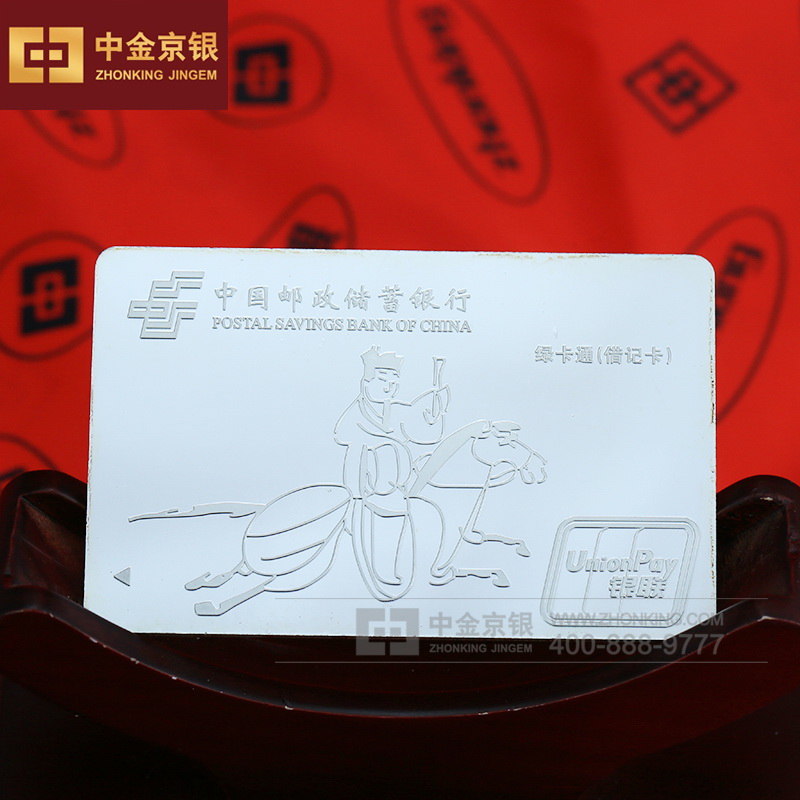 中金京银
ZHONKING JINGEM
zhonking
中国邮政储蓄银行
POSTAL SAVINGS BANK OF CHINA
绿卡通(借记卡)
UnionPay
银联
中金京银
ZHONKING JINGEM
WWW.ZHONKING.COM
400-888-9777